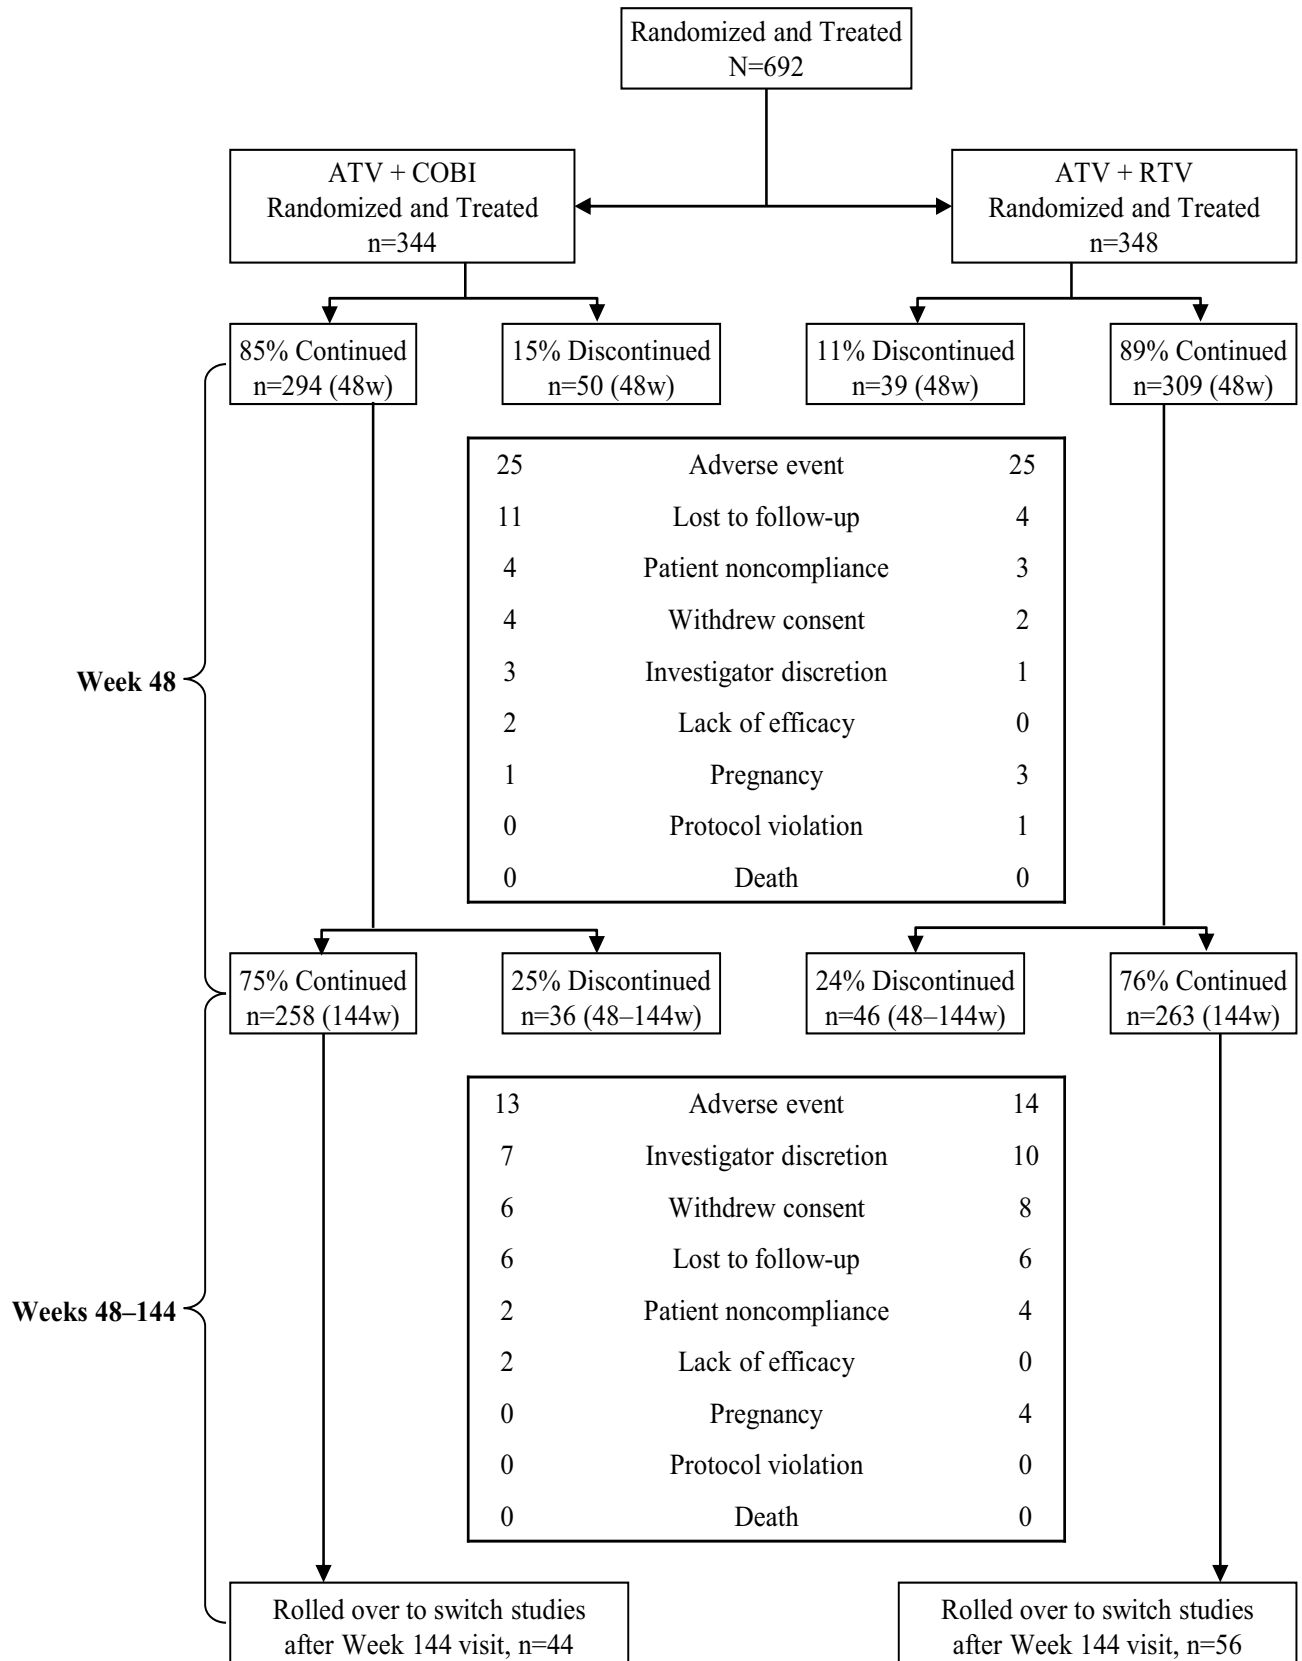 Randomized and Treated
N=692
ATV + COBI
Randomized and Treated
n=344
ATV + RTV
Randomized and Treated
n=348
85% Continued
n=294 (48w)
15% Discontinued
n=50 (48w)
11% Discontinued
n=39 (48w)
89% Continued
n=309 (48w)
Week 48
25 Adverse event 25
11 Lost to follow-up 4
4 Patient noncompliance 3
4 Withdrew consent 2
3 Investigator discretion 1
2 Lack of efficacy 0
1 Pregnancy 3
0 Protocol violation 1
0 Death 0
75% Continued
n=258 (144w)
25% Discontinued
n=36 (48–144w)
24% Discontinued
n=46 (48–144w)
76% Continued
n=263 (144w)
Weeks 48–144
13 Adverse event 14
7 Investigator discretion 10
6 Withdrew consent 8
6 Lost to follow-up 6
2 Patient noncompliance 4
2 Lack of efficacy 0
0 Pregnancy 4
0 Protocol violation 0
0 Death 0
Rolled over to switch studies
after Week 144 visit, n=44
Rolled over to switch studies
after Week 144 visit, n=56